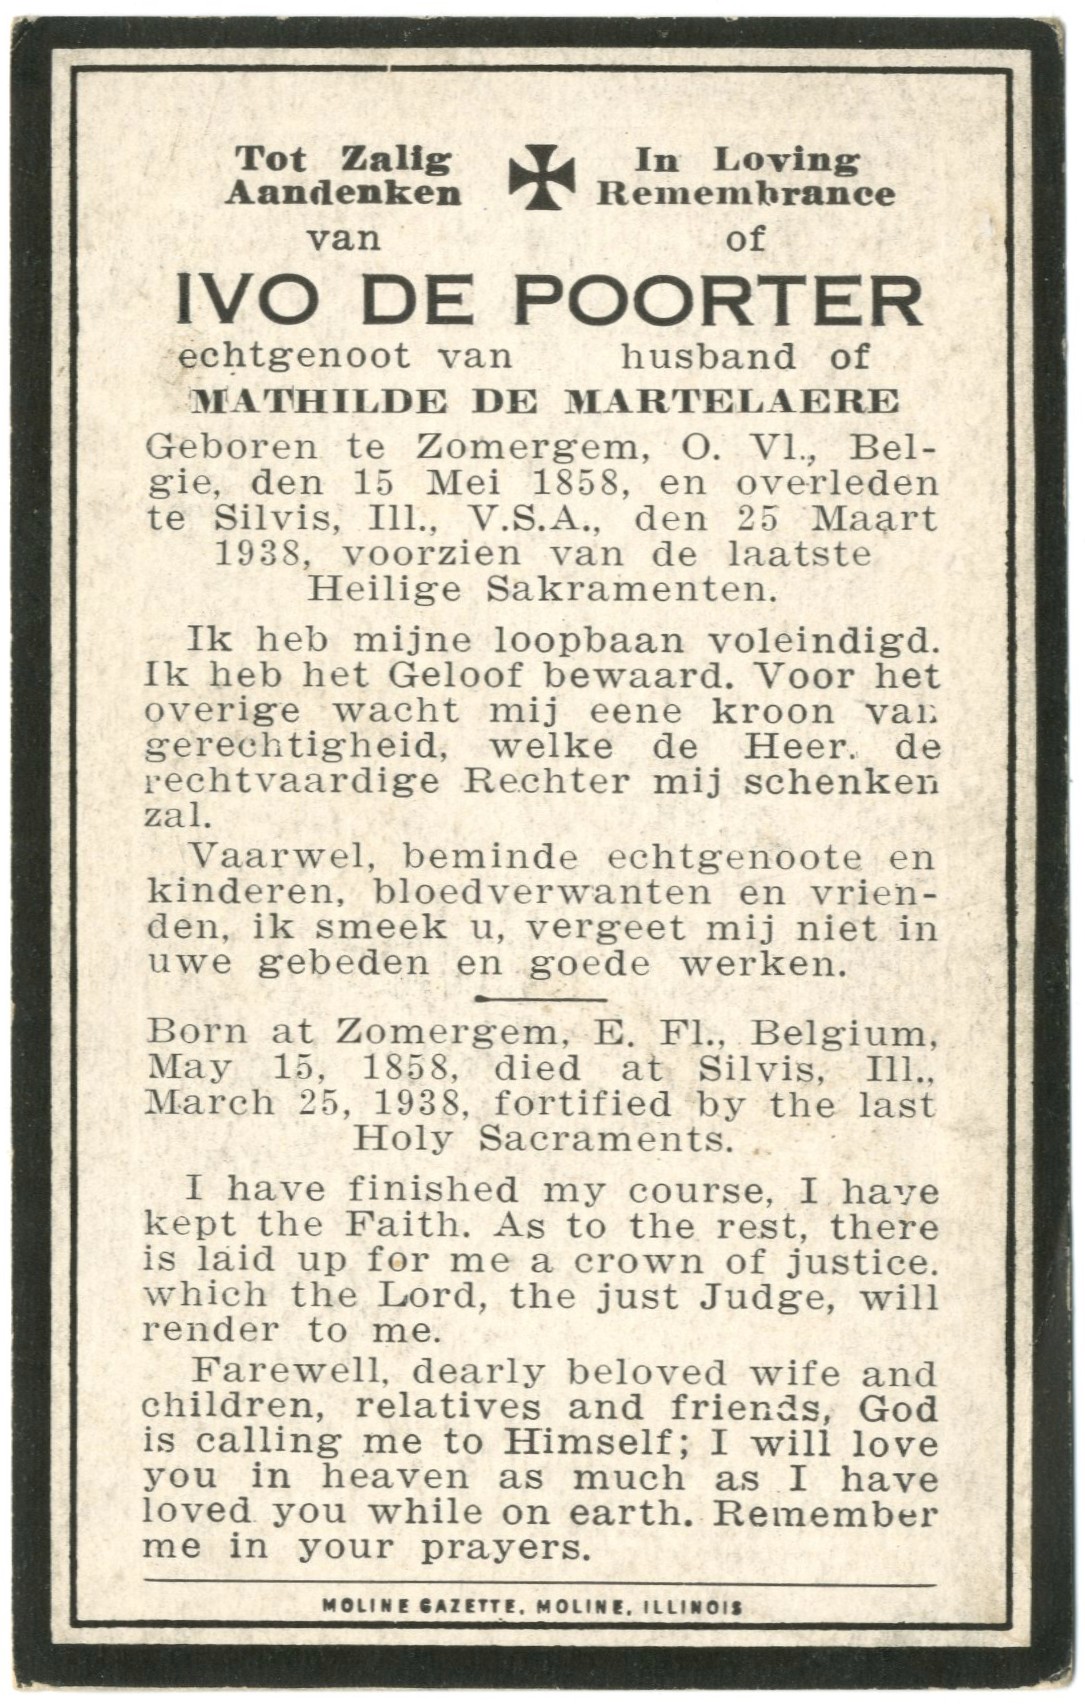 Tot Zalig Aandenken
van
In Loving Remembrance
of
IVO DE POORTER
echtgenoot van husband of
MATHILDE DE MARTELAERE
Geboren te Zomergem, O. Vl., Bel-
gie, den 15 Mei 1858, en overleden
te Silvis, Ill., V.S.A., den 25 Maart
1938, voorzien van de laatste
Heilige Sakramenten.
Ik heb mijne loopbaan voleindigd.
Ik heb het Geloof bewaard. Voor het
overige wacht mij eene kroon van
gerechtigheid, welke de Heer. de
rechtvaardige Rechter mij schenken
zal.
Vaarwel, beminde echtgenoote en
kinderen, bloedverwanten en vrien-
den, ik smeek u, vergeet mij niet in
uwe gebeden en goede werken.
Born at Zomergem, E. Fl., Belgium,
May 15, 1858, died at Silvis, Ill.,
March 25, 1938, fortified by the last
Holy Sacraments.
I have finished my course, I have
kept the Faith. As to the rest, there
is laid up for me a crown of justice.
which the Lord, the just Judge, will
render to me.
Farewell, dearly beloved wife and
children, relatives and friends, God
is calling me to Himself; I will love
you in heaven as much as I have
loved you while on earth. Remember
me in your prayers.
MOLINE GAZETTE, MOLINE, ILLINOIS